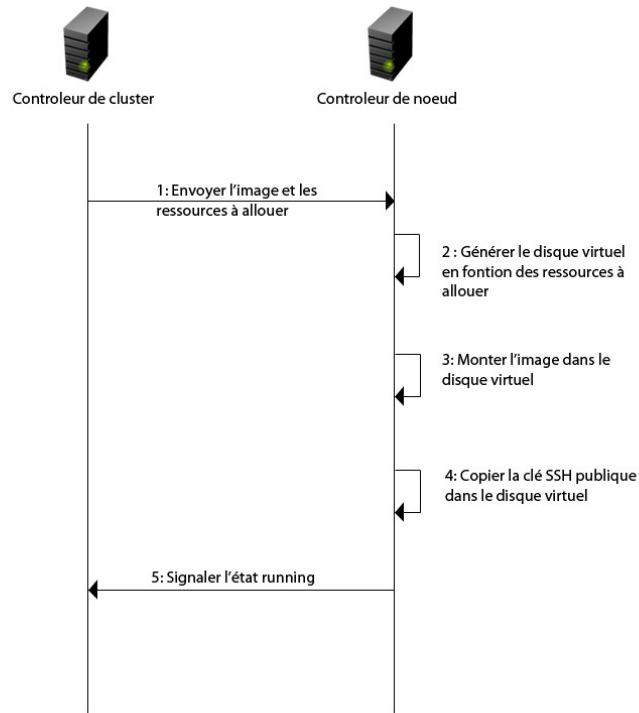 Controleur de cluster
Controleur de noeud
1: Envoyer l'image et les
ressources à allouer
2 : Générer le disque virtuel
en fontion des ressources à
allouer
3: Monter l'image dans le
disque virtuel
4: Copier la clé SSH publique
dans le disque virtuel
5: Signaler l'état running